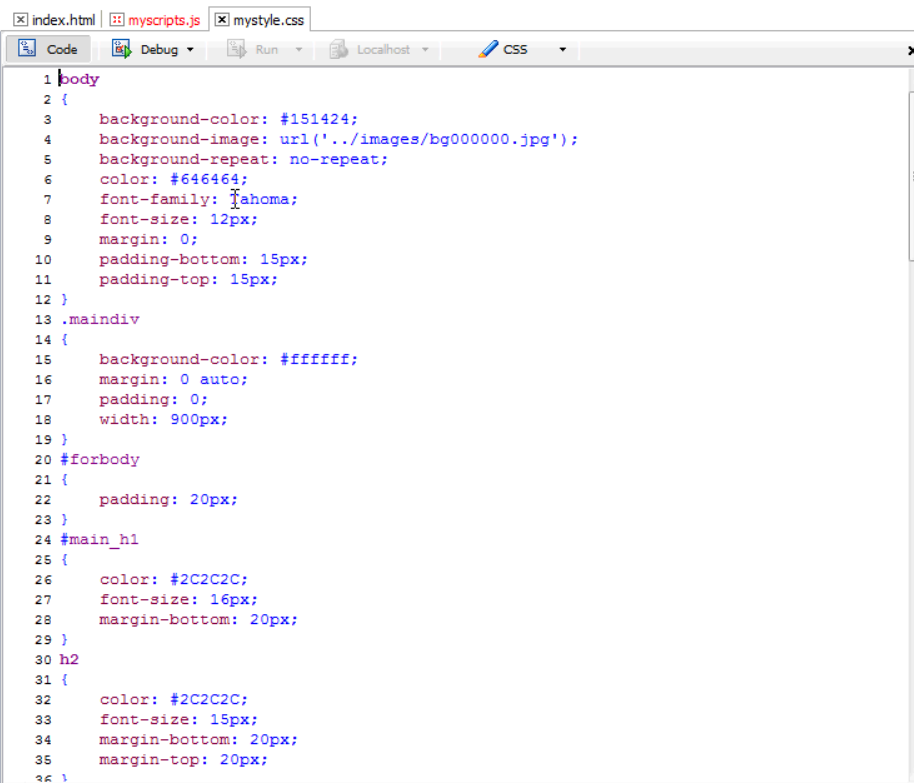 index.html myscripts.js mystyle.css
Code Debug Run Localhost CSS
1 body
2 {
3 background-color: #151424;
4 background-image: url('../images/bg000000.jpg');
5 background-repeat: no-repeat;
6 color: #646464;
7 font-family: Tahoma;
8 font-size: 12px;
9 margin: 0;
10 padding-bottom: 15px;
11 padding-top: 15px;
12 }
13 .maindiv
14 {
15 background-color: #ffffff;
16 margin: 0 auto;
17 padding: 0;
18 width: 900px;
19 }
20 #forbody
21 {
22 padding: 20px;
23 }
24 #main_h1
25 {
26 color: #2C2C2C;
27 font-size: 16px;
28 margin-bottom: 20px;
29 }
30 h2
31 {
32 color: #2C2C2C;
33 font-size: 15px;
34 margin-bottom: 20px;
35 margin-top: 20px;
36 }